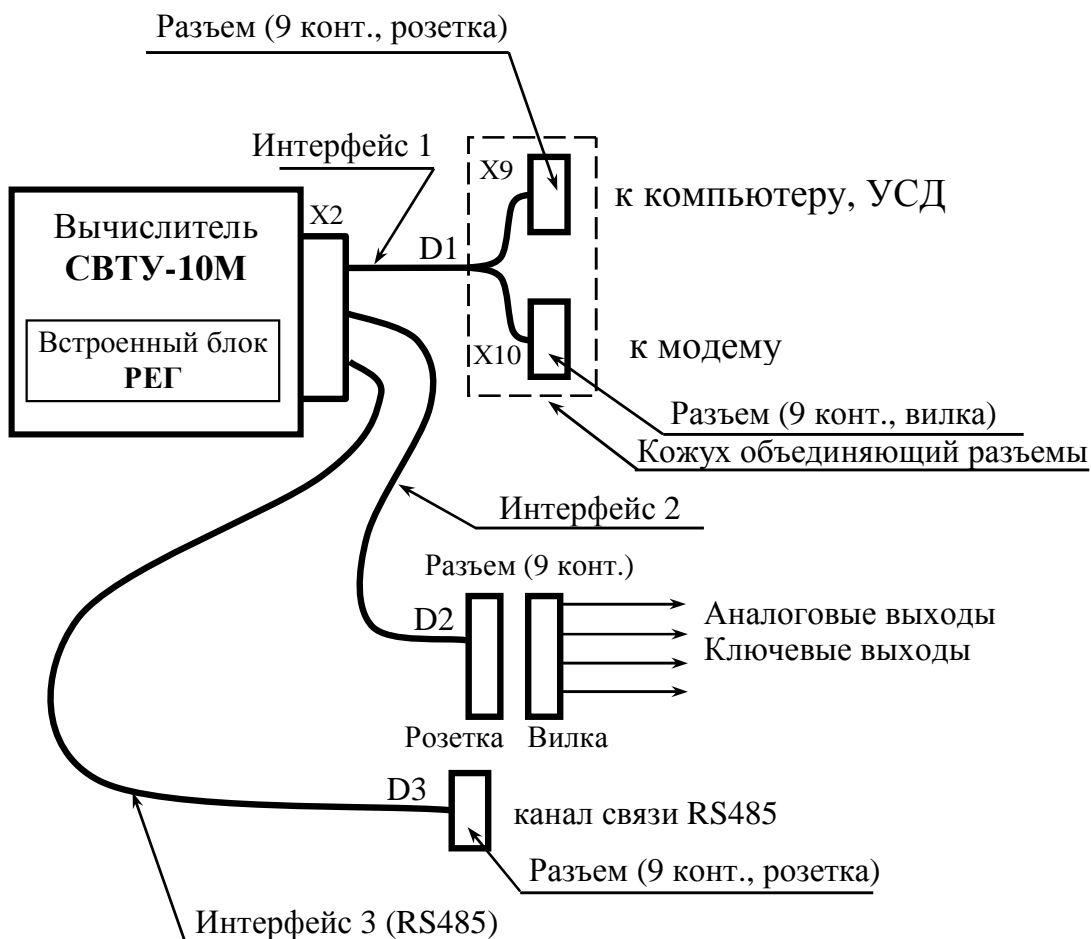 Разъем (9 конт., розетка)
Интерфейс 1
X9
к компьютеру, УСД
X2
Вычислитель
СВТУ-10М
D1
Встроенный блок
РЕГ
X10
к модему
Разъем (9 конт., вилка)
Кожух объединяющий разъемы
Интерфейс 2
Разъем (9 конт.)
D2
Аналоговые выходы
Ключевые выходы
Розетка
Вилка
D3
канал связи RS485
Разъем (9 конт., розетка)
Интерфейс 3 (RS485)